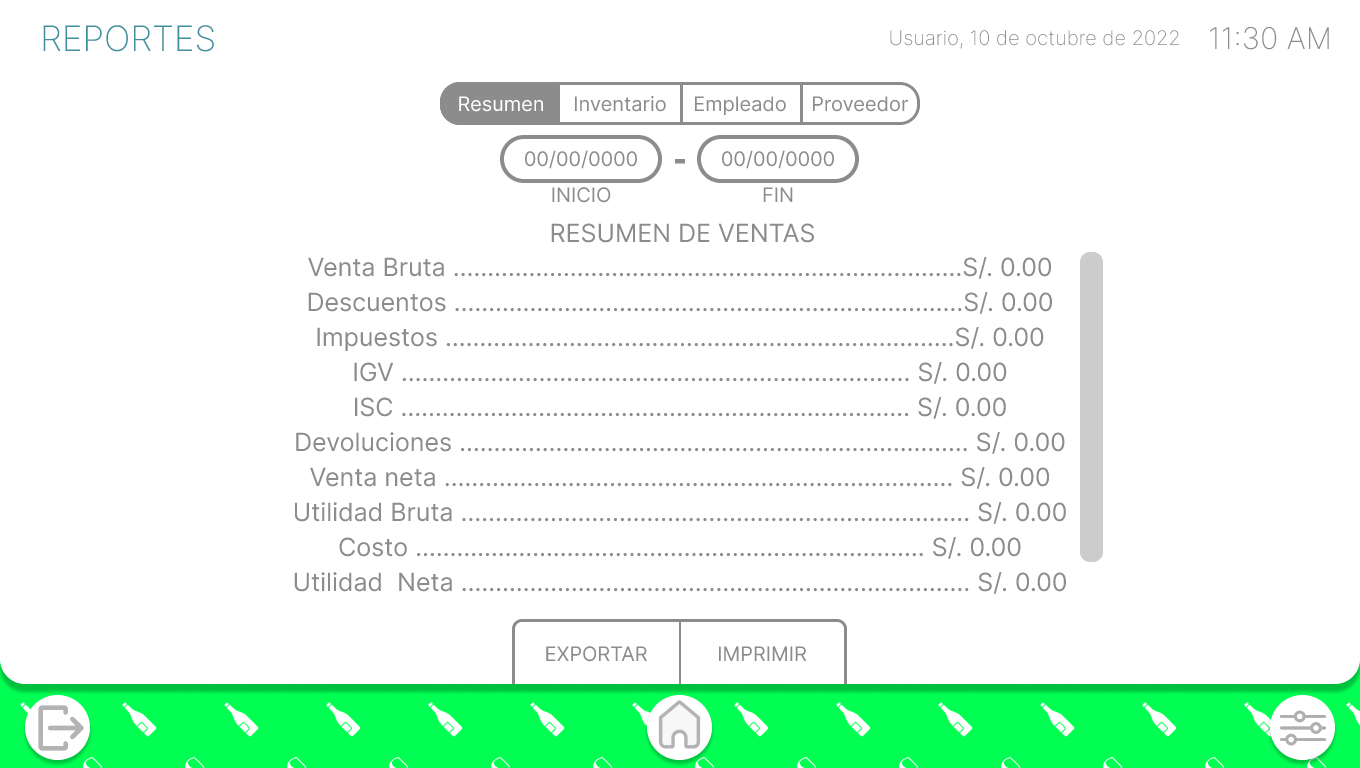 REPORTES
Usuario, 10 de octubre de 2022 11:30 AM
Resumen Inventario Empleado Proveedor
00/00/0000 - 00/00/0000
INICIO FIN
RESUMEN DE VENTAS
Venta Bruta ...........................................................................S/. 0.00
Descuentos ...........................................................................S/. 0.00
Impuestos ...........................................................................S/. 0.00
IGV ........................................................................... S/. 0.00
ISC ........................................................................... S/. 0.00
Devoluciones ........................................................................... S/. 0.00
Venta neta ........................................................................... S/. 0.00
Utilidad Bruta ........................................................................... S/. 0.00
Costo ........................................................................... S/. 0.00
Utilidad  Neta ........................................................................... S/. 0.00
EXPORTAR IMPRIMIR